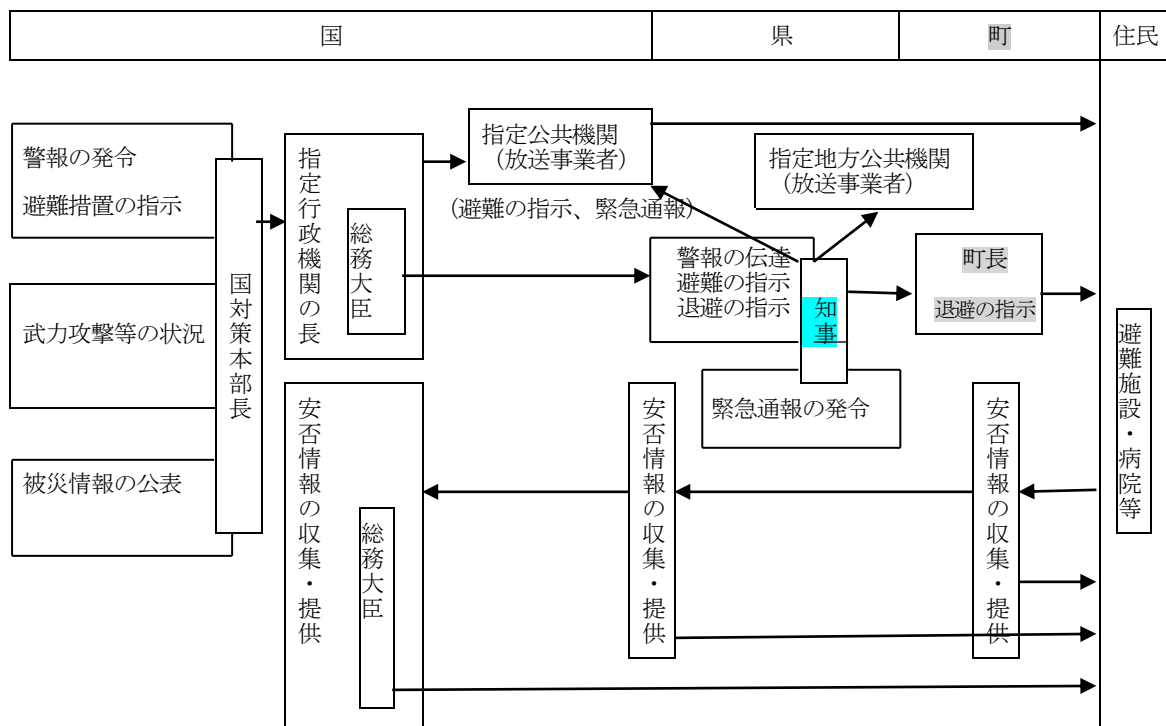 国
県
町
住民
警報の発令
避難措置の指示
武力攻撃等の状況
被災情報の公表
国対策本部長
指定行政機関の長
総務大臣
指定公共機関
（放送事業者）
（避難の指示、緊急通報）
指定地方公共機関
（放送事業者）
警報の伝達
避難の指示
退避の指示
知事
緊急通報の発令
町長
退避の指示
避難施設・病院等
安否情報の収集・提供
総務大臣
安否情報の収集・提供
安否情報の収集・提供